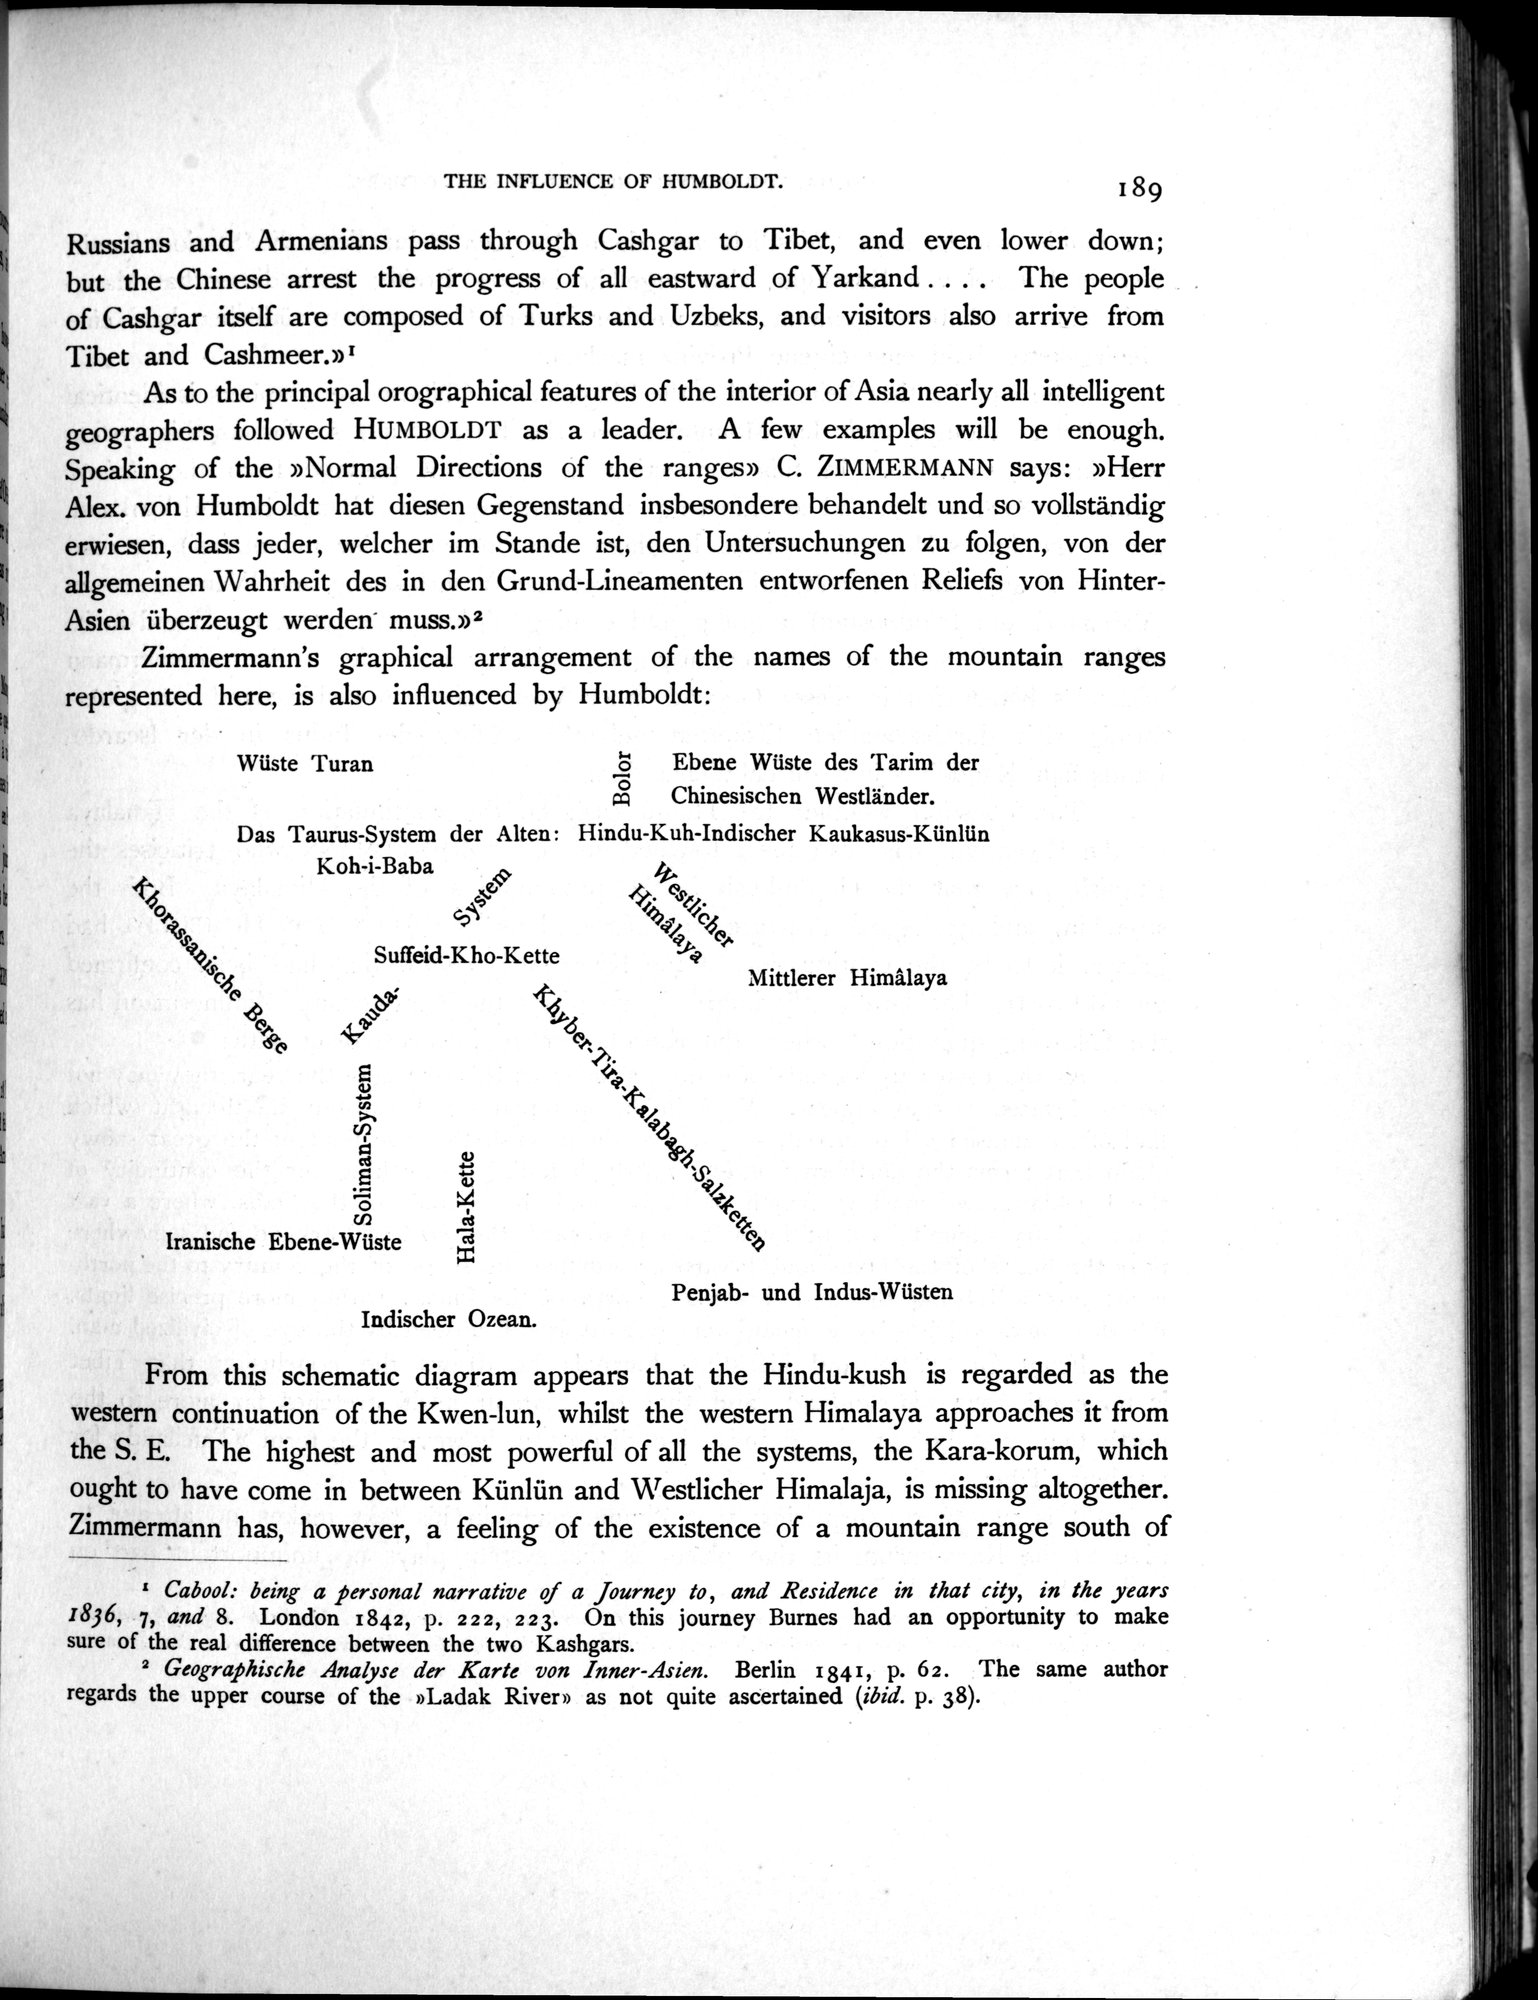 THE INFLUENCE OF HUMBOLDT.
189
Russians and Armenians pass through Cashgar to Tibet, and even lower down;
but the Chinese arrest the progress of all eastward of Yarkand . . . . The people
of Cashgar itself are composed of Turks and Uzbeks, and visitors also arrive from
Tibet and Cashmeer.»¹
As to the principal orographical features of the interior of Asia nearly all intelligent
geographers followed HUMBOLDT as a leader. A few examples will be enough.
Speaking of the »Normal Directions of the ranges» C. ZIMMERMANN says: »Herr
Alex. von Humboldt hat diesen Gegenstand insbesondere behandelt und so vollständig
erwiesen, dass jeder, welcher im Stande ist, den Untersuchungen zu folgen, von der
allgemeinen Wahrheit des in den Grund-Lineamenten entworfenen Reliefs von Hinter-
Asien überzeugt werden muss.»²
Zimmermann's graphical arrangement of the names of the mountain ranges
represented here, is also influenced by Humboldt:
Wüste Turan
Bolor
Ebene Wüste des Tarim der
Chinesischen Westländer.
Das Taurus-System der Alten: Hindu-Kuh-Indischer Kaukasus-Künlün
Koh-i-Baba
Khorassanische Berge
System
Westlicher
Himâlaya
Suffeid-Kho-Kette
Mittlerer Himâlaya
Kauda-
Khyber-Tira-Kalabagh-Salzketten
Soliman-System
Hala-Kette
Iranische Ebene-Wüste
Penjab- und Indus-Wüsten
Indischer Ozean.
From this schematic diagram appears that the Hindu-kush is regarded as the
western continuation of the Kwen-lun, whilst the western Himalaya approaches it from
the S. E. The highest and most powerful of all the systems, the Kara-korum, which
ought to have come in between Künlün and Westlicher Himalaja, is missing altogether.
Zimmermann has, however, a feeling of the existence of a mountain range south of
¹ Cabool: being a personal narrative of a Journey to, and Residence in that city, in the years
1836, 7, and 8. London 1842, p. 222, 223. On this journey Burnes had an opportunity to make
sure of the real difference between the two Kashgars.
² Geographische Analyse der Karte von Inner-Asien. Berlin 1841, p. 62. The same author
regards the upper course of the »Ladak River» as not quite ascertained (ibid. p. 38).